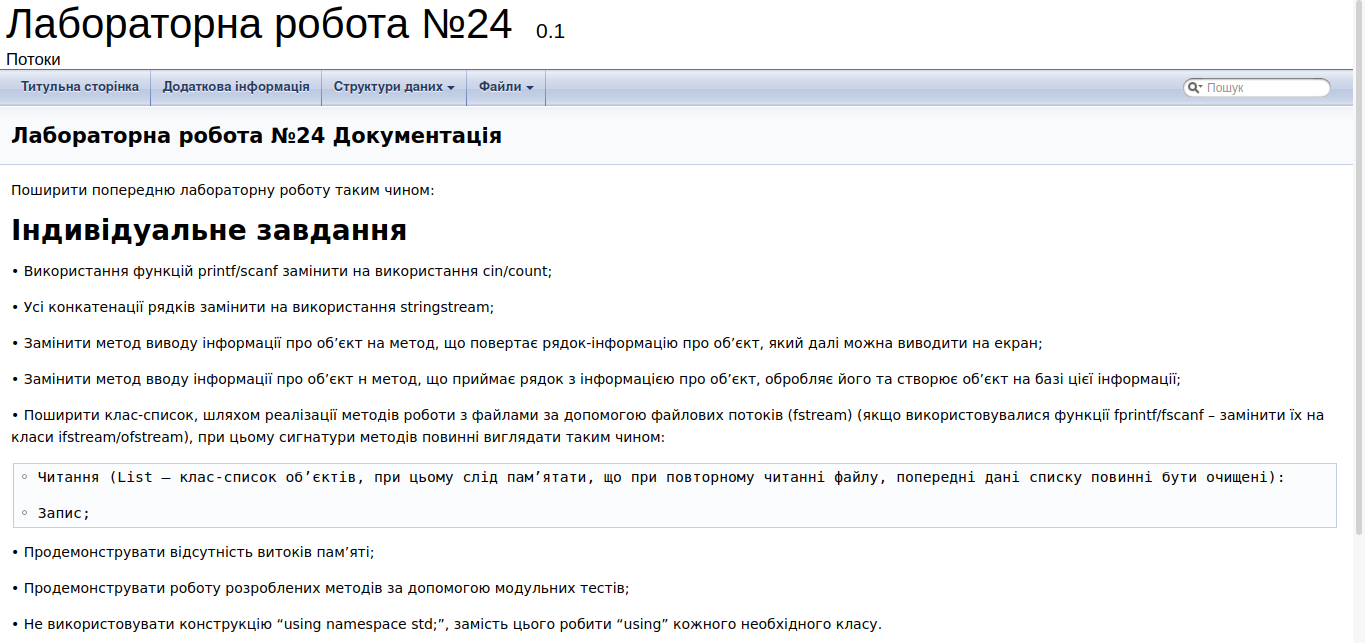 Лабораторна робота №24 0.1
Потоки
Титульна сторінка Додаткова інформація Структури даних Файли Пошук
Лабораторна робота №24 Документація
Поширити попередню лабораторну роботу таким чином:
Індивідуальне завдання
• Використання функцій printf/scanf замінити на використання cin/count;
• Усі конкатенації рядків замінити на використання stringstream;
• Замінити метод виводу інформації про об’єкт на метод, що повертає рядок-інформацію про об’єкт, який далі можна виводити на екран;
• Замінити метод вводу інформації про об’єкт н метод, що приймає рядок з інформацією про об’єкт, обробляє його та створює об’єкт на базі цієї інформації;
• Поширити клас-список, шляхом реалізації методів роботи з файлами за допомогою файлових потоків (fstream) (якщо використовувалися функції fprintf/fscanf – замінити їх на
класи ifstream/ofstream), при цьому сигнатури методів повинні виглядати таким чином:
◦ Читання (List – клас-список об’єктів, при цьому слід пам’ятати, що при повторному читанні файлу, попередні дані списку повинні бути очищені):
◦ Запис;
• Продемонструвати відсутність витоків пам’яті;
• Продемонструвати роботу розроблених методів за допомогою модульних тестів;
• Не використовувати конструкцію “using namespace std;”, замість цього робити “using” кожного необхідного класу.